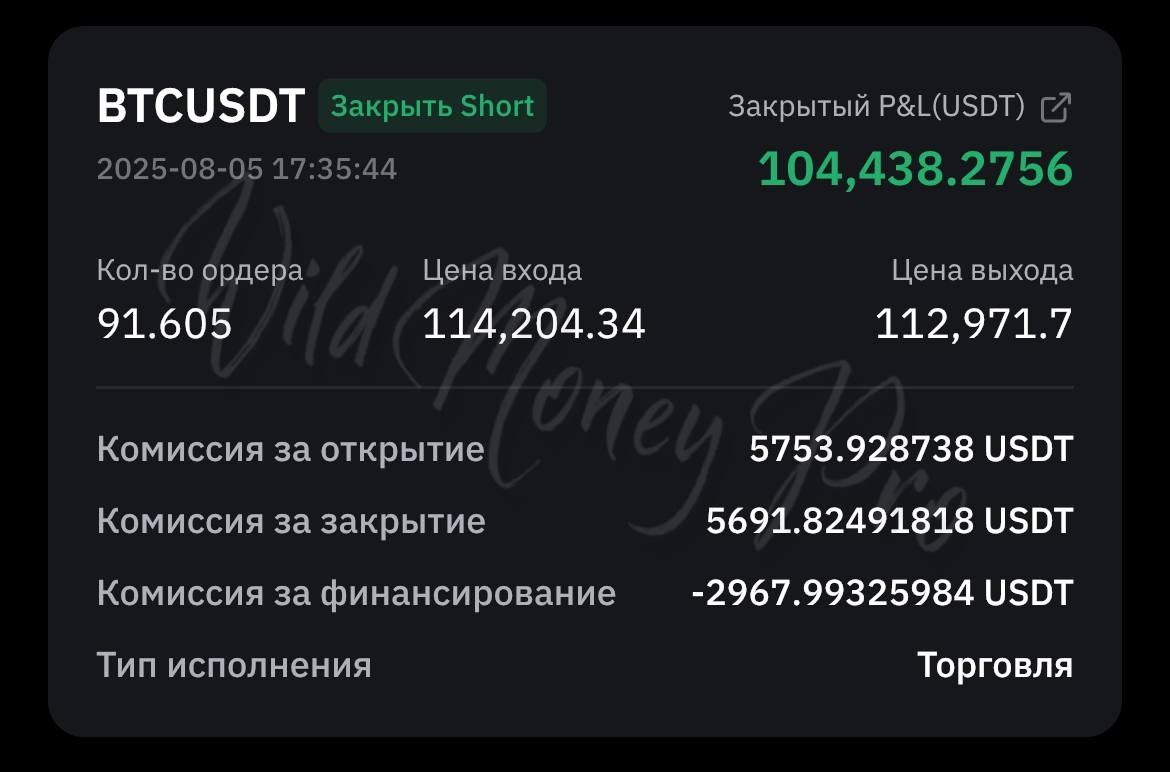 BTCUSDT Закрыть Short Закрытый P&L(USDT)
2025-08-05 17:35:44 104,438.2756
Кол-во ордера Цена входа Цена выхода
91.605 114,204.34 112,971.7
Комиссия за открытие 5753.928738 USDT
Комиссия за закрытие 5691.82491818 USDT
Комиссия за финансирование -2967.99325984 USDT
Тип исполнения Торговля
Wild Money Pro